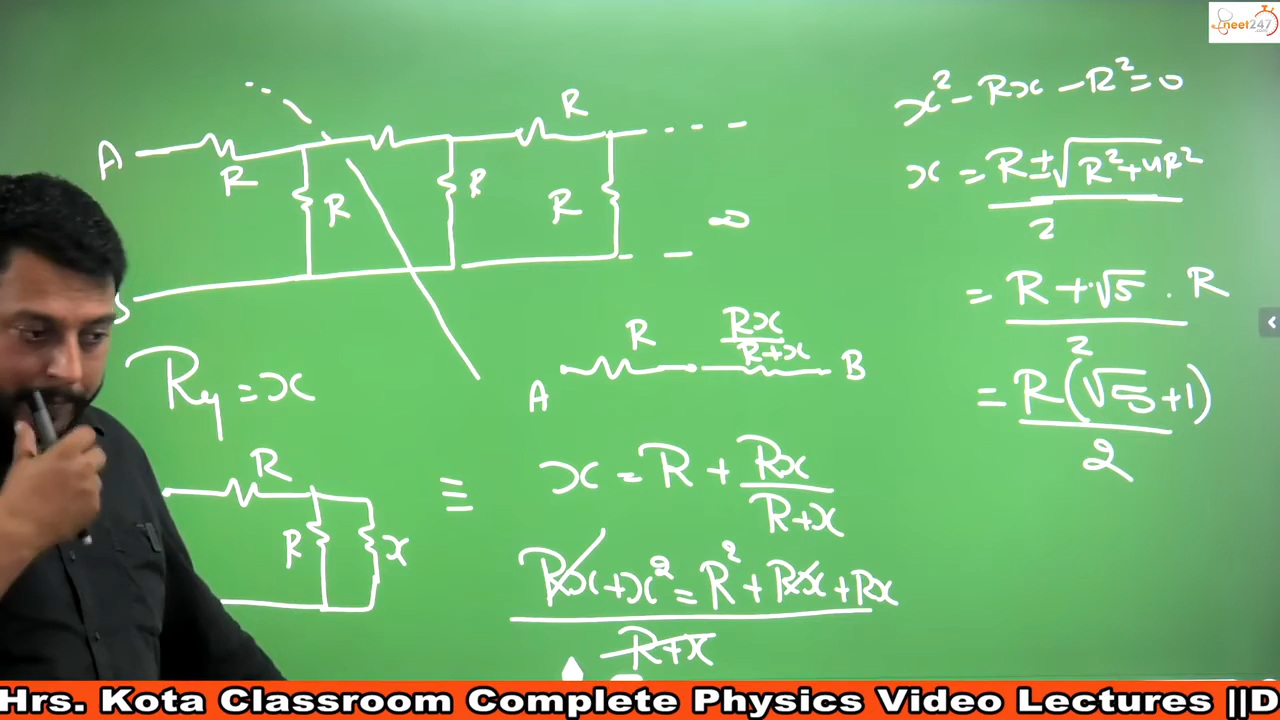 neet247
A
R
R
R
R
R
∞
B
R_eq = x
R
R
x
≡
R
Rx/(R+x)
A
B
x = R + Rx/(R+x)
Rx + x² = R² + Rx + Rx
R+x
x² - Rx - R² = 0
x = (R ± √(R² + 4R²))/2
= (R + √5 . R)/2
= R(√5 + 1)/2
Hrs. Kota Classroom Complete Physics Video Lectures ||D